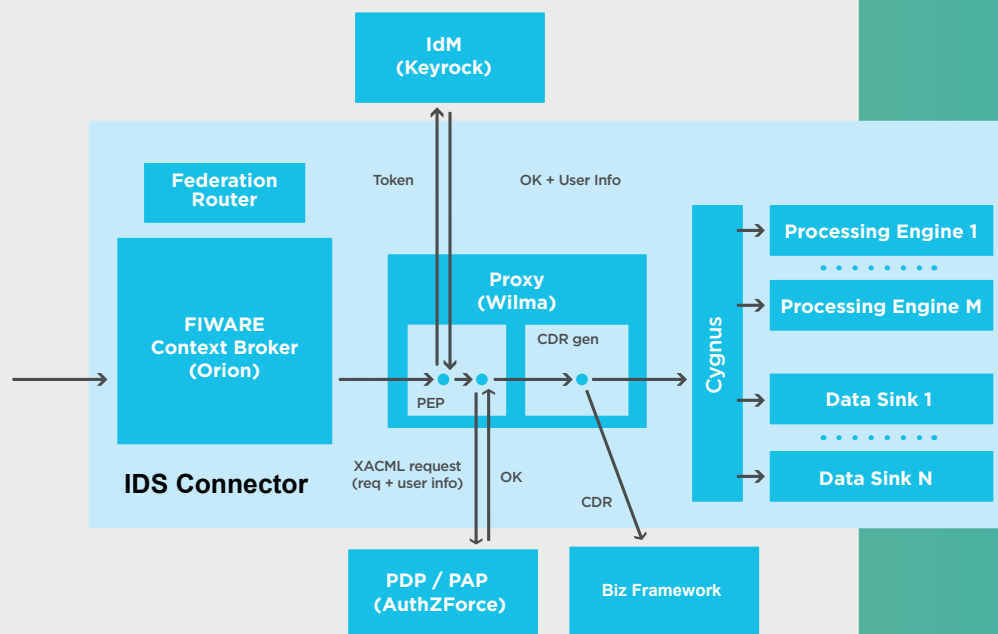 IdM
(Keyrock)
Token
OK + User Info
Federation
Router
FIWARE
Context Broker
(Orion)
IDS Connector
Proxy
(Wilma)
PEP
CDR gen
XACML request
(req + user info)
OK
CDR
Cygnus
Processing Engine 1
Processing Engine M
Data Sink 1
Data Sink N
PDP / PAP
(AuthZForce)
Biz Framework